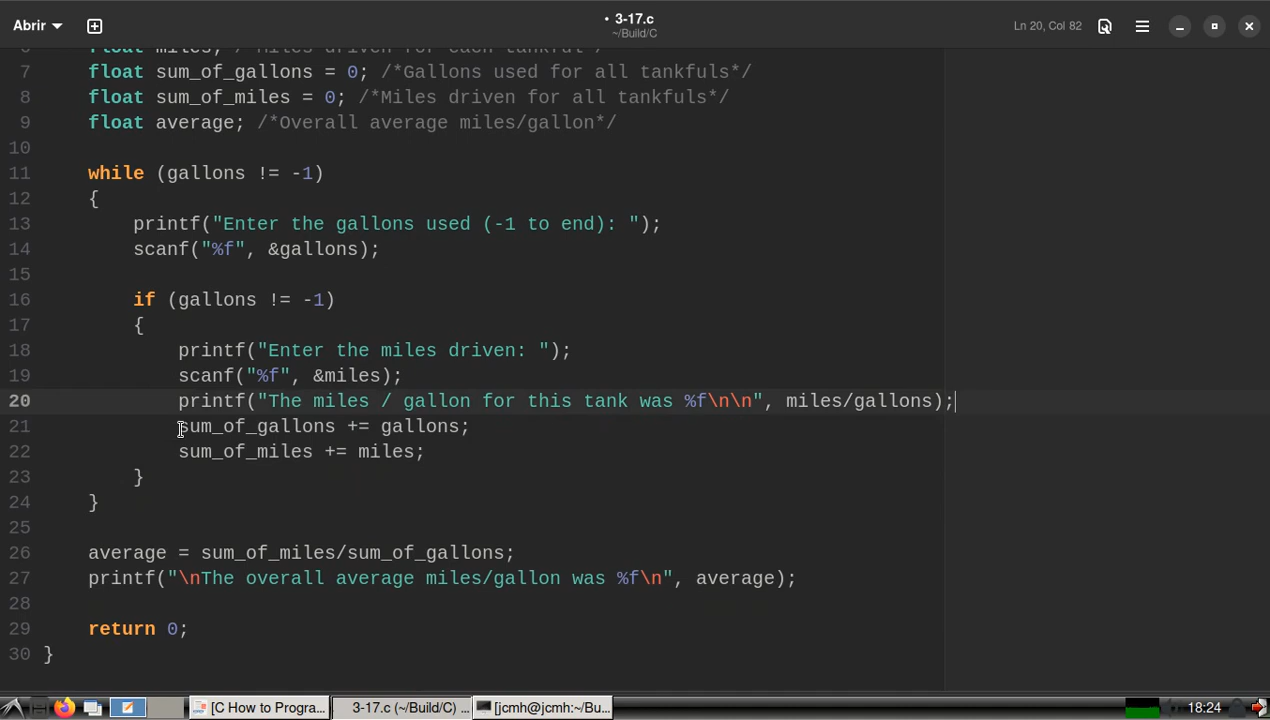 Abrir
• 3-17.c
~/Build/C
Ln 20, Col 82
6 float miles; /*Miles driven for each tankful*/
7 float sum_of_gallons = 0; /*Gallons used for all tankfuls*/
8 float sum_of_miles = 0; /*Miles driven for all tankfuls*/
9 float average; /*Overall average miles/gallon*/
10
11 while (gallons != -1)
12 {
13 printf("Enter the gallons used (-1 to end): ");
14 scanf("%f", &gallons);
15
16 if (gallons != -1)
17 {
18 printf("Enter the miles driven: ");
19 scanf("%f", &miles);
20 printf("The miles / gallon for this tank was %f\n\n", miles/gallons);
21 sum_of_gallons += gallons;
22 sum_of_miles += miles;
23 }
24 }
25
26 average = sum_of_miles/sum_of_gallons;
27 printf("\nThe overall average miles/gallon was %f\n", average);
28
29 return 0;
30 }
[C How to Progra...
3-17.c (~/Build/C) ...
[jcmh@jcmh:~/Bu...
18:24